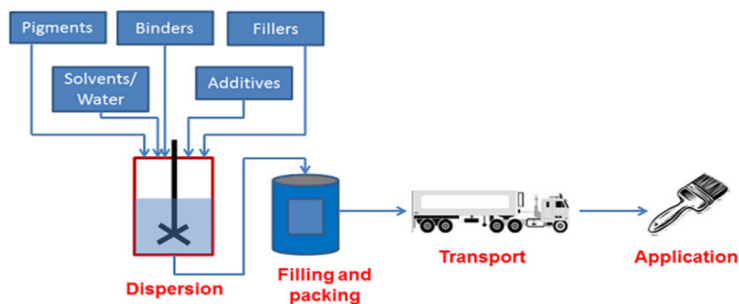 Pigments
Binders
Fillers
Solvents/
Water
Additives
Dispersion
Filling and
packing
Transport
Application